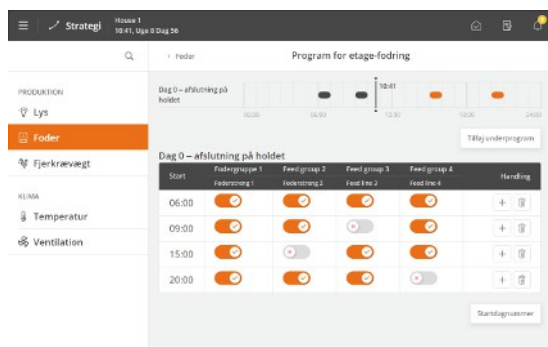 Strategi
House 1
10:41, Uge 8 Dag 56
Foder
Program for etage-fodring
PRODUKTION
Lys
Foder
Fjerkrævægt
KLIMA
Temperatur
Ventilation
Dag 0 – afslutning på
holdet
10:41
00:00 06:00 12:00 18:00 24:00
Tilføj underprogram
Dag 0 – afslutning på holdet
Start Fodergruppe 1 Feed group 2 Feed group 3 Feed group 4 Handling
Foderstreng 1 Foderstreng 2 Feed line 3 Feed line 4
06:00
09:00
15:00
20:00
Startdagnummer